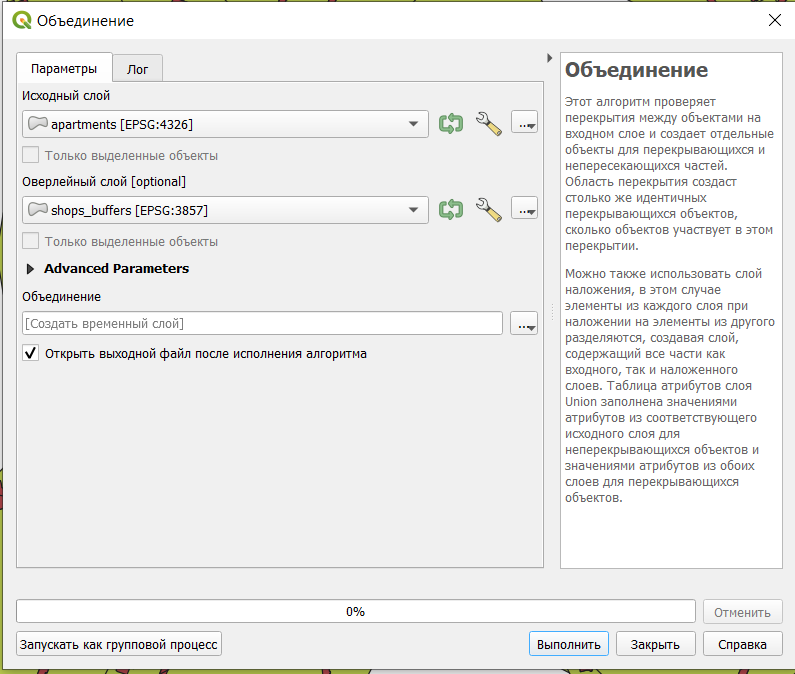 Объединение
Параметры
Лог
Исходный слой
apartments [EPSG:4326]
Только выделенные объекты
Оверлейный слой [optional]
shops_buffers [EPSG:3857]
Только выделенные объекты
Advanced Parameters
Объединение
[Создать временный слой]
Открыть выходной файл после исполнения алгоритма
Объединение
Этот алгоритм проверяет
перекрытия между объектами на
входном слое и создает отдельные
объекты для перекрывающихся и
непересекающихся частей.
Область перекрытия создаст
столько же идентичных
перекрывающихся объектов,
сколько объектов участвует в этом
перекрытии.
Можно также использовать слой
наложения, в этом случае
элементы из каждого слоя при
наложении на элементы из другого
разделяются, создавая слой,
содержащий все части как
входного, так и наложенного
слоев. Таблица атрибутов слоя
Union заполнена значениями
атрибутов из соответствующего
исходного слоя для
неперекрывающихся объектов и
значениями атрибутов из обоих
слоев для перекрывающихся
объектов.
0%
Отменить
Запускать как групповой процесс
Выполнить
Закрыть
Справка